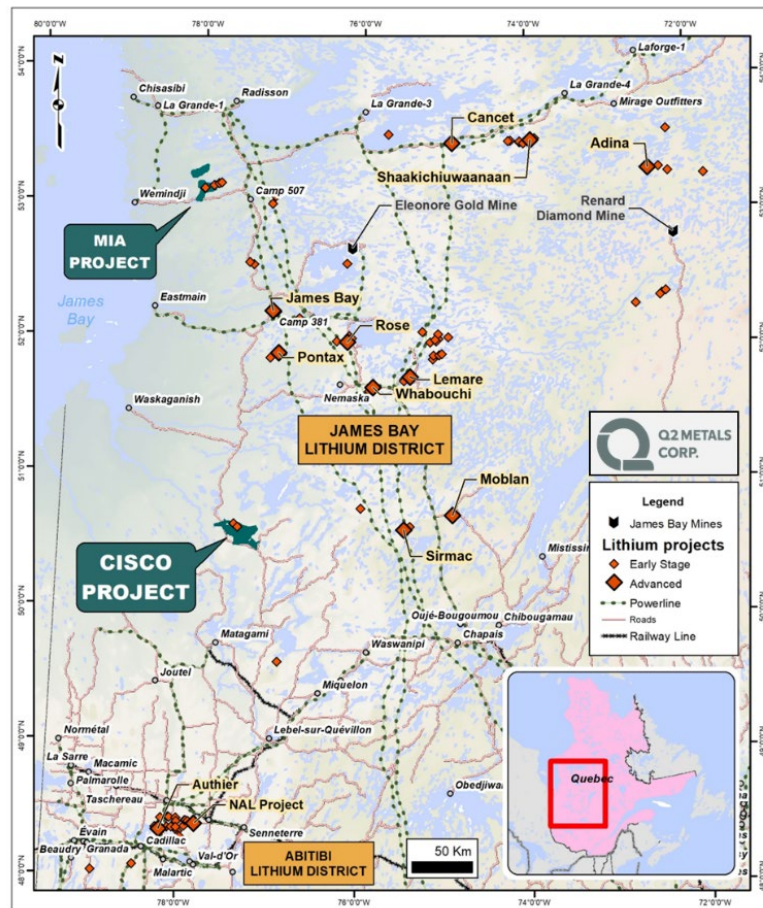 80°0'0"W
78°0'0"W
76°0'0"W
74°0'0"W
72°0'0"W
54°0'N
53°0'N
52°0'N
51°0'N
50°0'N
49°0'N
48°0'N
Laforge-1
Chisasibi
Radisson
La Grande-1
La Grande-3
La Grande-4
Mirage Outfitters
Cancet
Shaakichiuwaanaan
Adina
Wemindji
Camp 507
Eleonore Gold Mine
Renard
Diamond Mine
MIA
PROJECT
James
Bay
Eastmain
James Bay
Camp 381
Rose
Pontax
Lemare
Nemaska
Whabouchi
Waskaganish
JAMES BAY
LITHIUM DISTRICT
Q2 METALS
CORP.
Moblan
Sirmac
CISCO
PROJECT
Mistissin
Legend
James Bay Mines
Lithium projects
Early Stage
Advanced
Powerline
Roads
Railway Line
Oujé-Bougoumou
Chibougamau
Chapais
Matagami
Waswanipi
Joutel
Miquelon
Normétal
Lebel-sur-Quévillon
La Sarre
Macamic
Palmarolle
Taschereau
Authier
NAL Project
Obedjiwan
Quebec
Évain
Senneterre
Beaudry
Granada
Cadillac
Val-d'Or
Malartic
ABITIBI
LITHIUM DISTRICT
50 Km
78°0'0"W
76°0'0"W
74°0'0"W
72°0'0"W